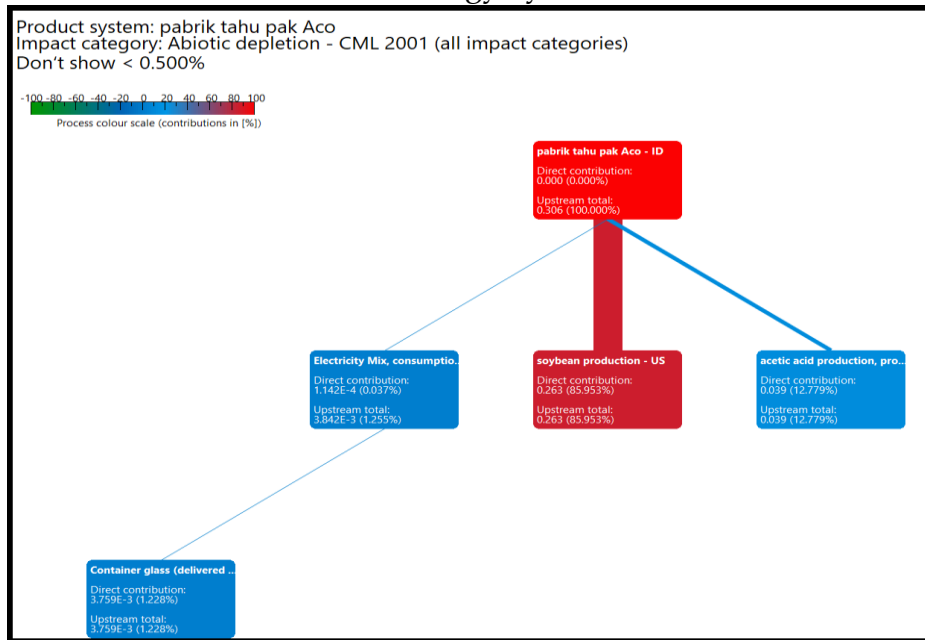 Product system: pabrik tahu pak Aco
Impact category: Abiotic depletion - CML 2001 (all impact categories)
Don't show < 0.500%
-100 -80 -60 -40 -20 0 20 40 60 80 100
Process colour scale (contributions in [%])
pabrik tahu pak Aco - ID
Direct contribution:
0.000 (0.000%)
Upstream total:
0.306 (100.000%)
Electricity Mix, consumptio...
Direct contribution:
1.142E-4 (0.037%)
Upstream total:
3.842E-3 (1.255%)
soybean production - US
Direct contribution:
0.263 (85.953%)
Upstream total:
0.263 (85.953%)
acetic acid production, pro...
Direct contribution:
0.039 (12.779%)
Upstream total:
0.039 (12.779%)
Container glass (delivered ...
Direct contribution:
3.759E-3 (1.228%)
Upstream total:
3.759E-3 (1.228%)